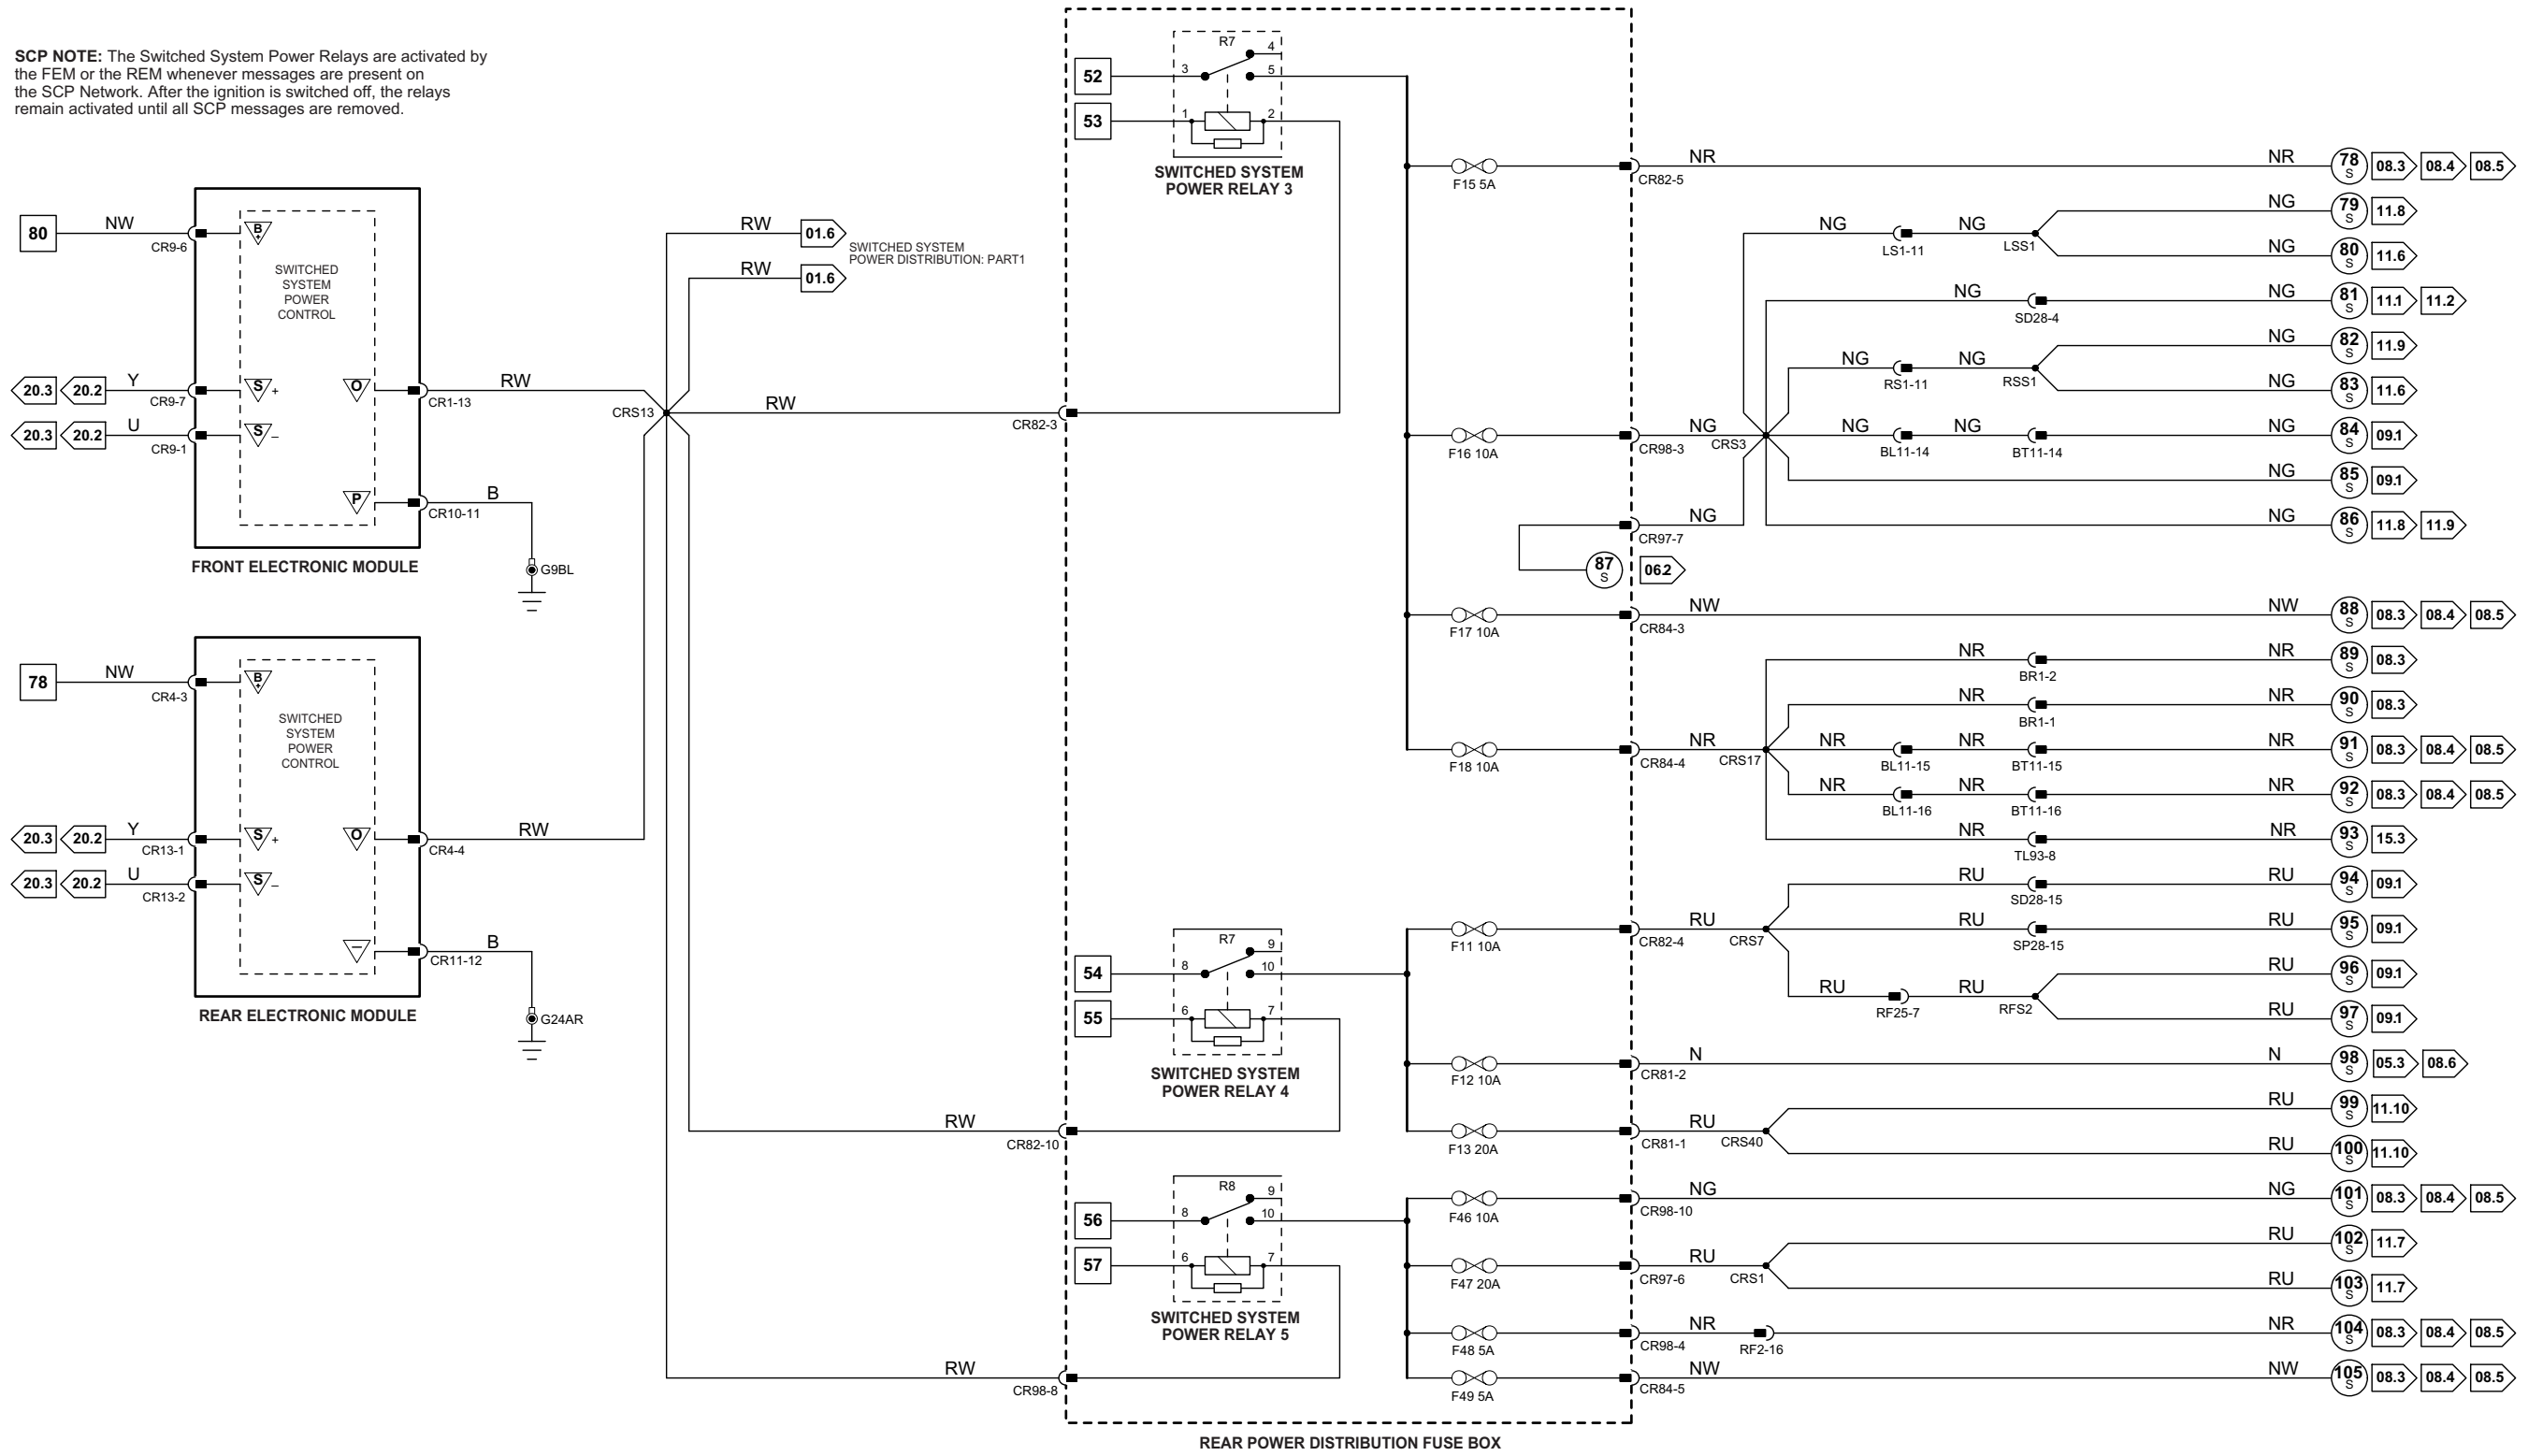 SCP NOTE: The Switched System Power Relays are activated by
the FEM or the REM whenever messages are present on
the SCP Network. After the ignition is switched off, the relays
remain activated until all SCP messages are removed.
80
NW
CR9-6
B
+
SWITCHED
SYSTEM
POWER
CONTROL
20.3
20.2
Y
CR9-7
S
+
20.3
20.2
U
CR9-1
S
–
O
CR1-13
RW
P
CR10-11
B
G9BL
FRONT ELECTRONIC MODULE
78
NW
CR4-3
B
+
SWITCHED
SYSTEM
POWER
CONTROL
20.3
20.2
Y
CR13-1
S
+
20.3
20.2
U
CR13-2
S
–
O
CR4-4
RW
–
CR11-12
B
G24AR
REAR ELECTRONIC MODULE
CRS13
RW
01.6
SWITCHED SYSTEM
POWER DISTRIBUTION: PART1
RW
01.6
RW
CR82-3
RW
CR82-10
RW
CR98-8
52
53
R7
3
4
5
1
2
SWITCHED SYSTEM
POWER RELAY 3
54
55
R7
8
9
10
6
7
SWITCHED SYSTEM
POWER RELAY 4
56
57
R8
8
9
10
6
7
SWITCHED SYSTEM
POWER RELAY 5
F15 5A
CR82-5
NR
NR
78
S
08.3
08.4
08.5
NG
LS1-11
NG
LSS1
NG
79
S
11.8
NG
80
S
11.6
NG
SD28-4
NG
81
S
11.1
11.2
NG
RS1-11
NG
RSS1
NG
82
S
11.9
NG
83
S
11.6
F16 10A
CR98-3
NG
CRS3
NG
BL11-14
NG
BT11-14
NG
84
S
09.1
NG
85
S
09.1
CR97-7
NG
NG
86
S
11.8
11.9
87
S
06.2
F17 10A
CR84-3
NW
NW
88
S
08.3
08.4
08.5
NR
BR1-2
NR
89
S
08.3
NR
BR1-1
NR
90
S
08.3
F18 10A
CR84-4
NR
CRS17
NR
BL11-15
NR
BT11-15
NR
91
S
08.3
08.4
08.5
NR
BL11-16
NR
BT11-16
NR
92
S
08.3
08.4
08.5
NR
TL93-8
NR
93
S
15.3
RU
SD28-15
RU
94
S
09.1
F11 10A
CR82-4
RU
CRS7
RU
SP28-15
RU
95
S
09.1
RU
RF25-7
RU
RFS2
RU
96
S
09.1
RU
97
S
09.1
F12 10A
CR81-2
N
N
98
S
05.3
08.6
F13 20A
CR81-1
RU
CRS40
RU
99
S
11.10
RU
100
S
11.10
F46 10A
CR98-10
NG
NG
101
S
08.3
08.4
08.5
F47 20A
CR97-6
RU
CRS1
RU
102
S
11.7
RU
103
S
11.7
F48 5A
CR98-4
NR
RF2-16
NR
104
S
08.3
08.4
08.5
F49 5A
CR84-5
NW
NW
105
S
08.3
08.4
08.5
REAR POWER DISTRIBUTION FUSE BOX